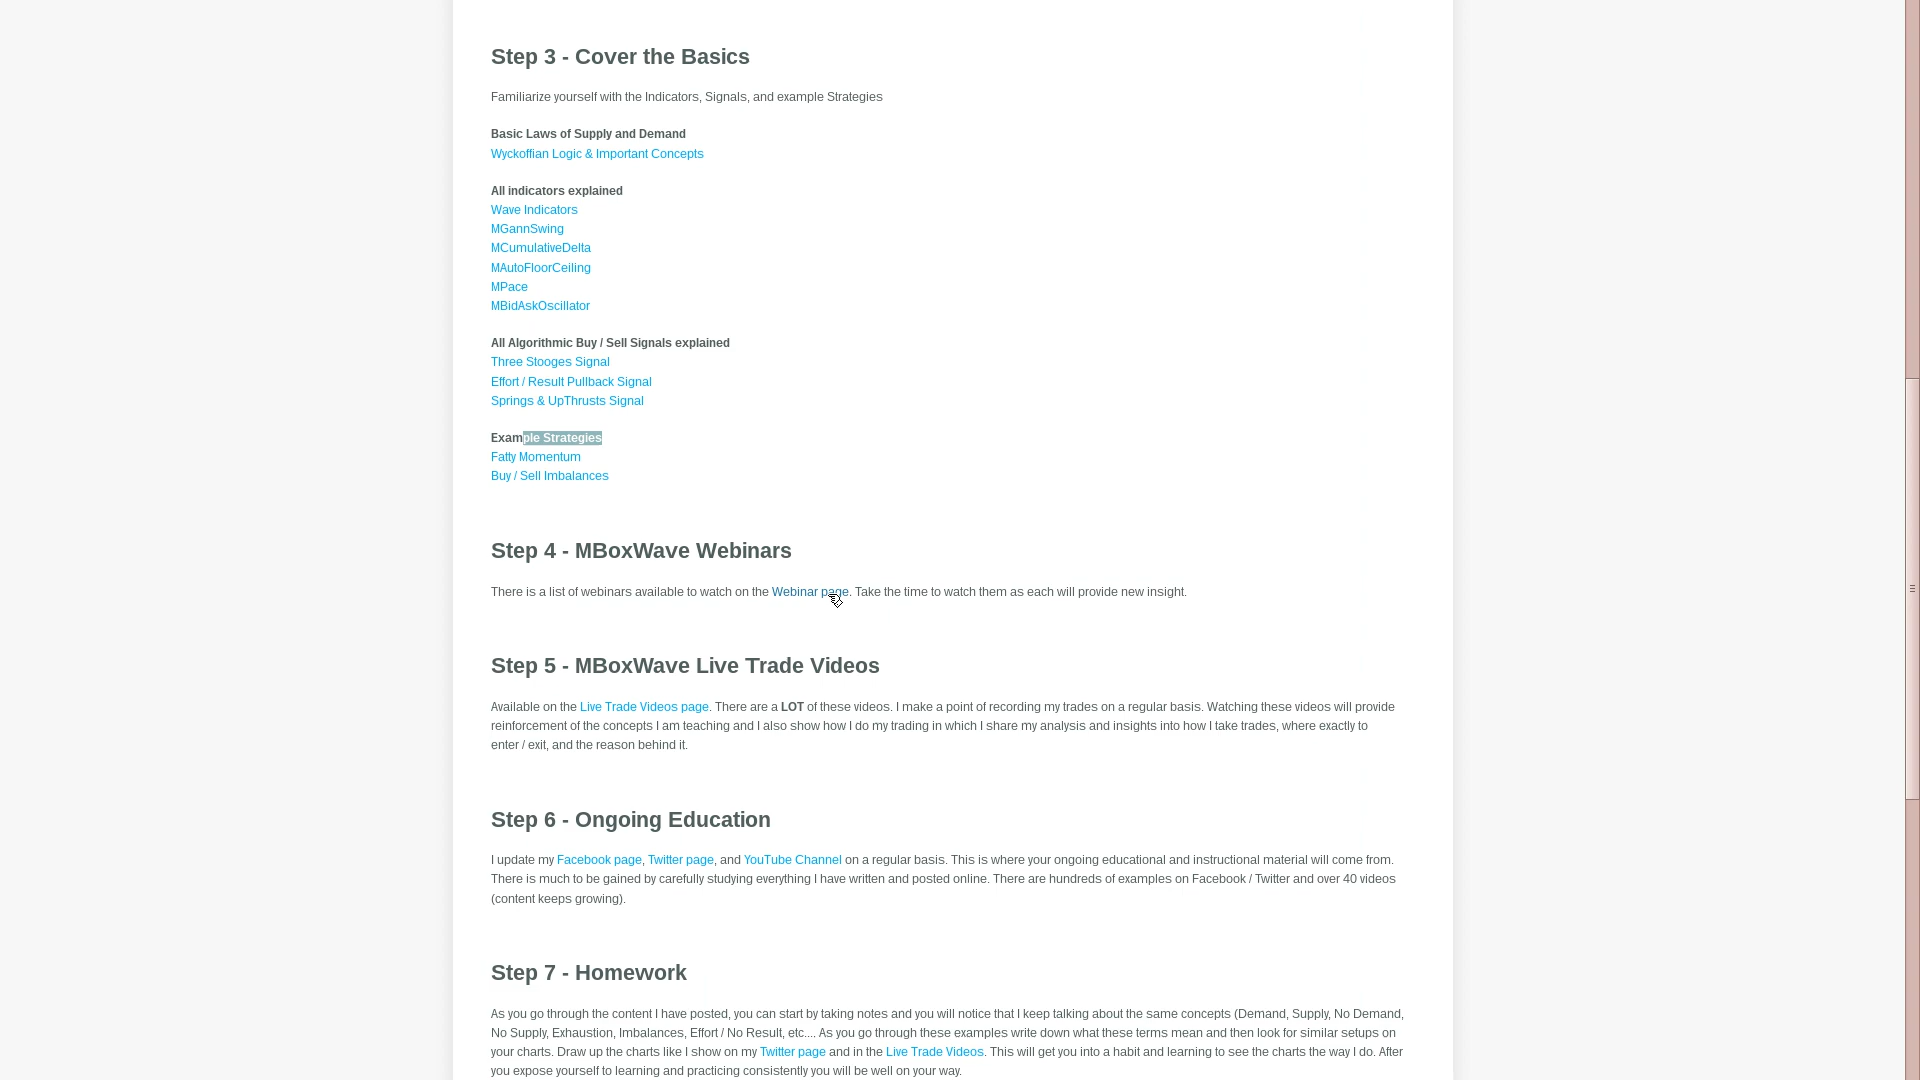 Step 3 - Cover the Basics
Familiarize yourself with the Indicators, Signals, and example Strategies
Basic Laws of Supply and Demand
Wyckoffian Logic & Important Concepts
All indicators explained
Wave Indicators
MGannSwing
MCumulativeDelta
MAutoFloorCeiling
MPace
MBidAskOscillator
All Algorithmic Buy / Sell Signals explained
Three Stooges Signal
Effort / Result Pullback Signal
Springs & UpThrusts Signal
Example Strategies
Fatty Momentum
Buy / Sell Imbalances
Step 4 - MBoxWave Webinars
There is a list of webinars available to watch on the Webinar page. Take the time to watch them as each will provide new insight.
Step 5 - MBoxWave Live Trade Videos
Available on the Live Trade Videos page. There are a LOT of these videos. I make a point of recording my trades on a regular basis. Watching these videos will provide
reinforcement of the concepts I am teaching and I also show how I do my trading in which I share my analysis and insights into how I take trades, where exactly to
enter / exit, and the reason behind it.
Step 6 - Ongoing Education
I update my Facebook page, Twitter page, and YouTube Channel on a regular basis. This is where your ongoing educational and instructional material will come from.
There is much to be gained by carefully studying everything I have written and posted online. There are hundreds of examples on Facebook / Twitter and over 40 videos
(content keeps growing).
Step 7 - Homework
As you go through the content I have posted, you can start by taking notes and you will notice that I keep talking about the same concepts (Demand, Supply, No Demand,
No Supply, Exhaustion, Imbalances, Effort / No Result, etc.... As you go through these examples write down what these terms mean and then look for similar setups on
your charts. Draw up the charts like I show on my Twitter page and in the Live Trade Videos. This will get you into a habit and learning to see the charts the way I do. After
you expose yourself to learning and practicing consistently you will be well on your way.